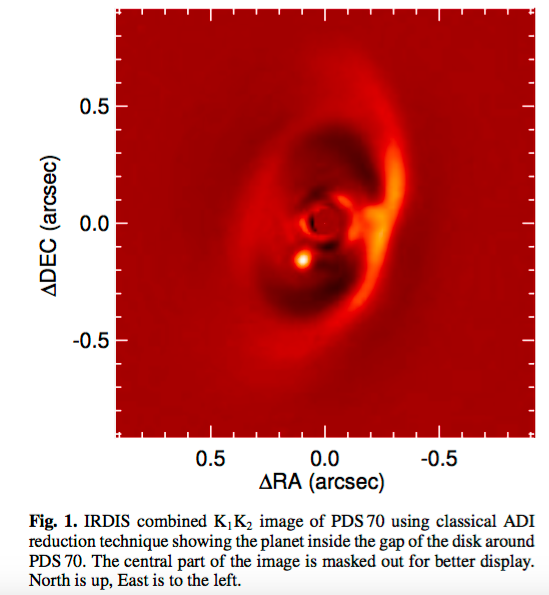 0.5
0.0
-0.5
ΔDEC (arcsec)
0.5 0.0 -0.5
ΔRA (arcsec)
Fig. 1. IRDIS combined K₁K₂ image of PDS 70 using classical ADI
reduction technique showing the planet inside the gap of the disk around
PDS 70. The central part of the image is masked out for better display.
North is up, East is to the left.